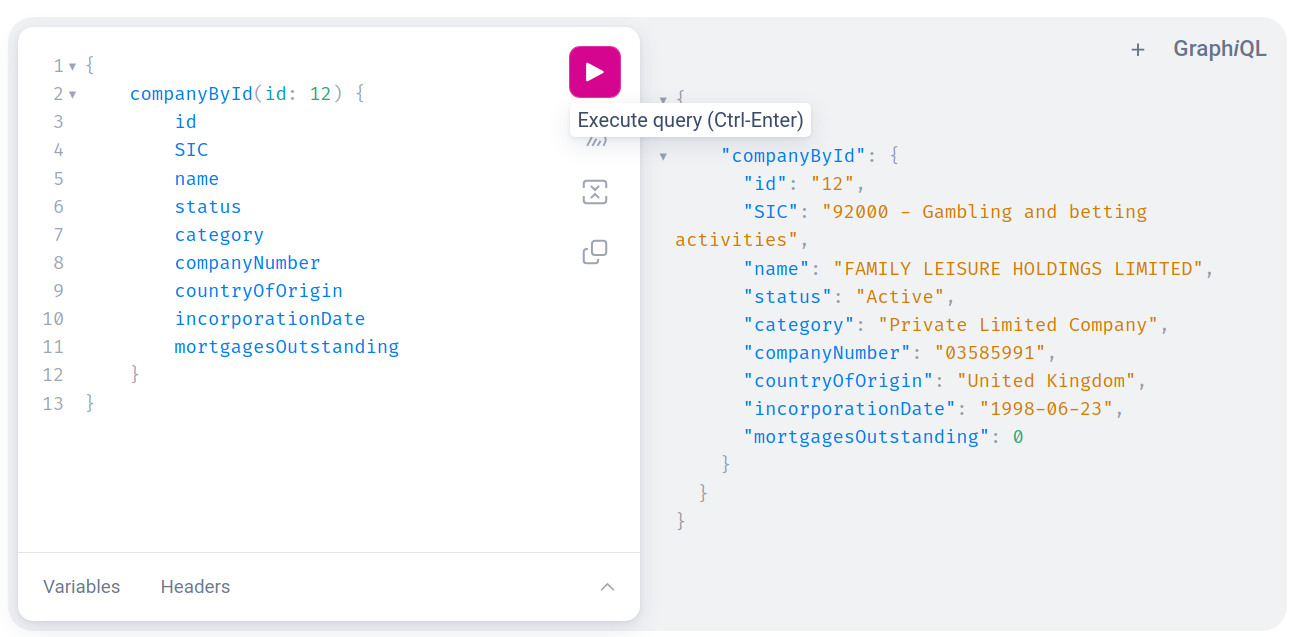 1 {
2 companyById(id: 12) {
3 id
4 SIC
5 name
6 status
7 category
8 companyNumber
9 countryOfOrigin
10 incorporationDate
11 mortgagesOutstanding
12 }
13 }
Execute query (Ctrl-Enter)
Variables Headers
+ GraphiQL
{
"companyById": {
"id": "12",
"SIC": "92000 - Gambling and betting
activities",
"name": "FAMILY LEISURE HOLDINGS LIMITED",
"status": "Active",
"category": "Private Limited Company",
"companyNumber": "03585991",
"countryOfOrigin": "United Kingdom",
"incorporationDate": "1998-06-23",
"mortgagesOutstanding": 0
}
}
}